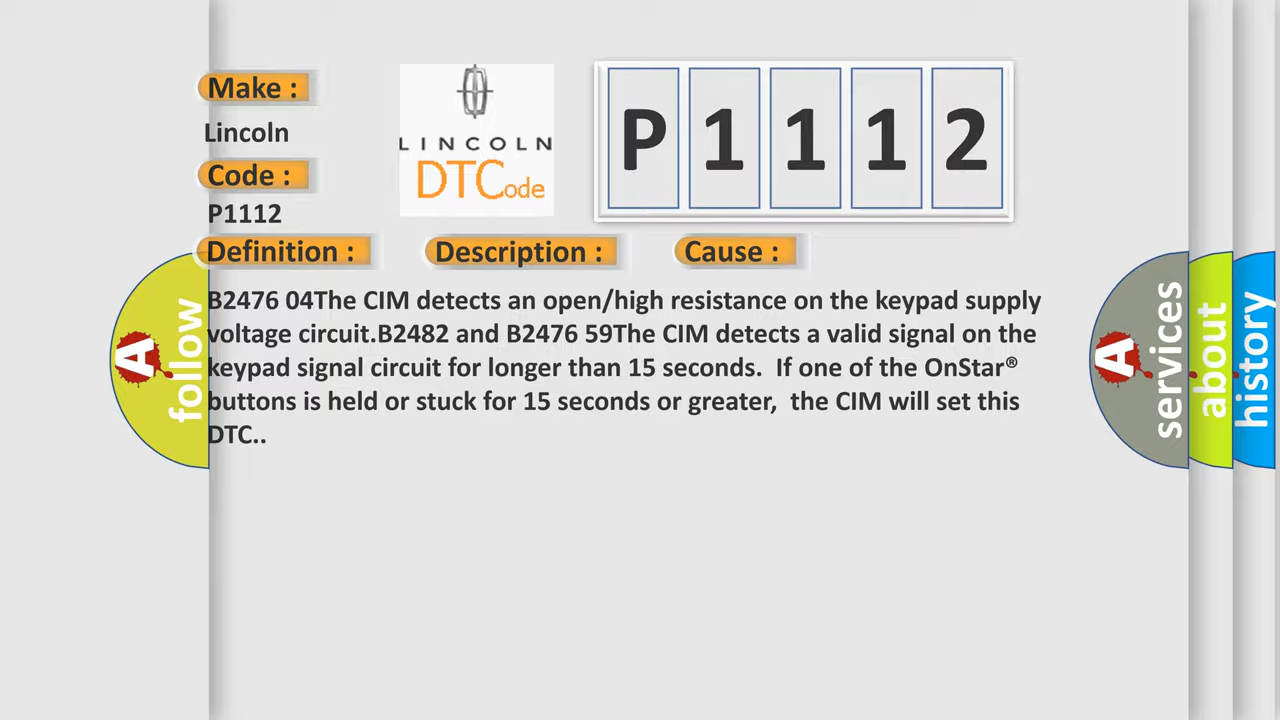 Make :
Lincoln
Code :
P1112
LINCOLN
DTCode
P1112
Definition :
Description :
Cause :
B2476 04The CIM detects an open/high resistance on the keypad supply
voltage circuit.B2482 and B2476 59The CIM detects a valid signal on the
keypad signal circuit for longer than 15 seconds. If one of the OnStar®
buttons is held or stuck for 15 seconds or greater, the CIM will set this
DTC..
A follow
A services
about
history